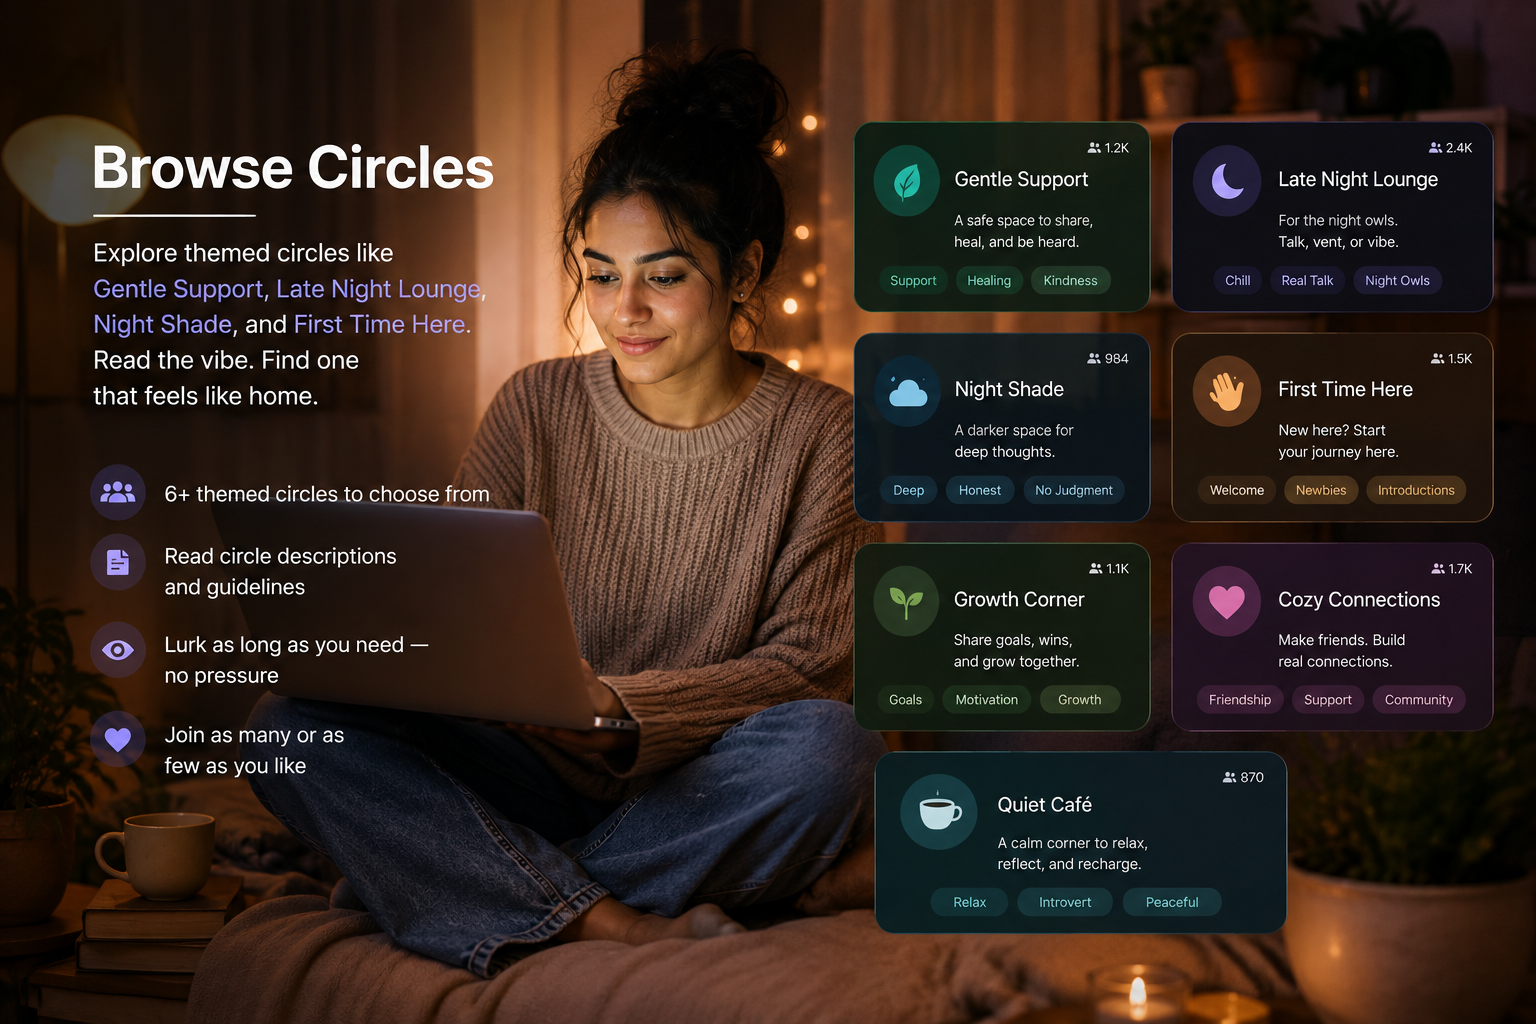 Browse Circles
Explore themed circles like
Gentle Support, Late Night Lounge,
Night Shade, and First Time Here.
Read the vibe. Find one
that feels like home.
6+ themed circles to choose from
Read circle descriptions
and guidelines
Lurk as long as you need —
no pressure
Join as many or as
few as you like
1.2K
Gentle Support
A safe space to share,
heal, and be heard.
Support Healing Kindness
2.4K
Late Night Lounge
For the night owls.
Talk, vent, or vibe.
Chill Real Talk Night Owls
984
Night Shade
A darker space for
deep thoughts.
Deep Honest No Judgment
1.5K
First Time Here
New here? Start
your journey here.
Welcome Newbies Introductions
1.1K
Growth Corner
Share goals, wins,
and grow together.
Goals Motivation Growth
1.7K
Cozy Connections
Make friends. Build
real connections.
Friendship Support Community
870
Quiet Café
A calm corner to relax,
reflect, and recharge.
Relax Introvert Peaceful